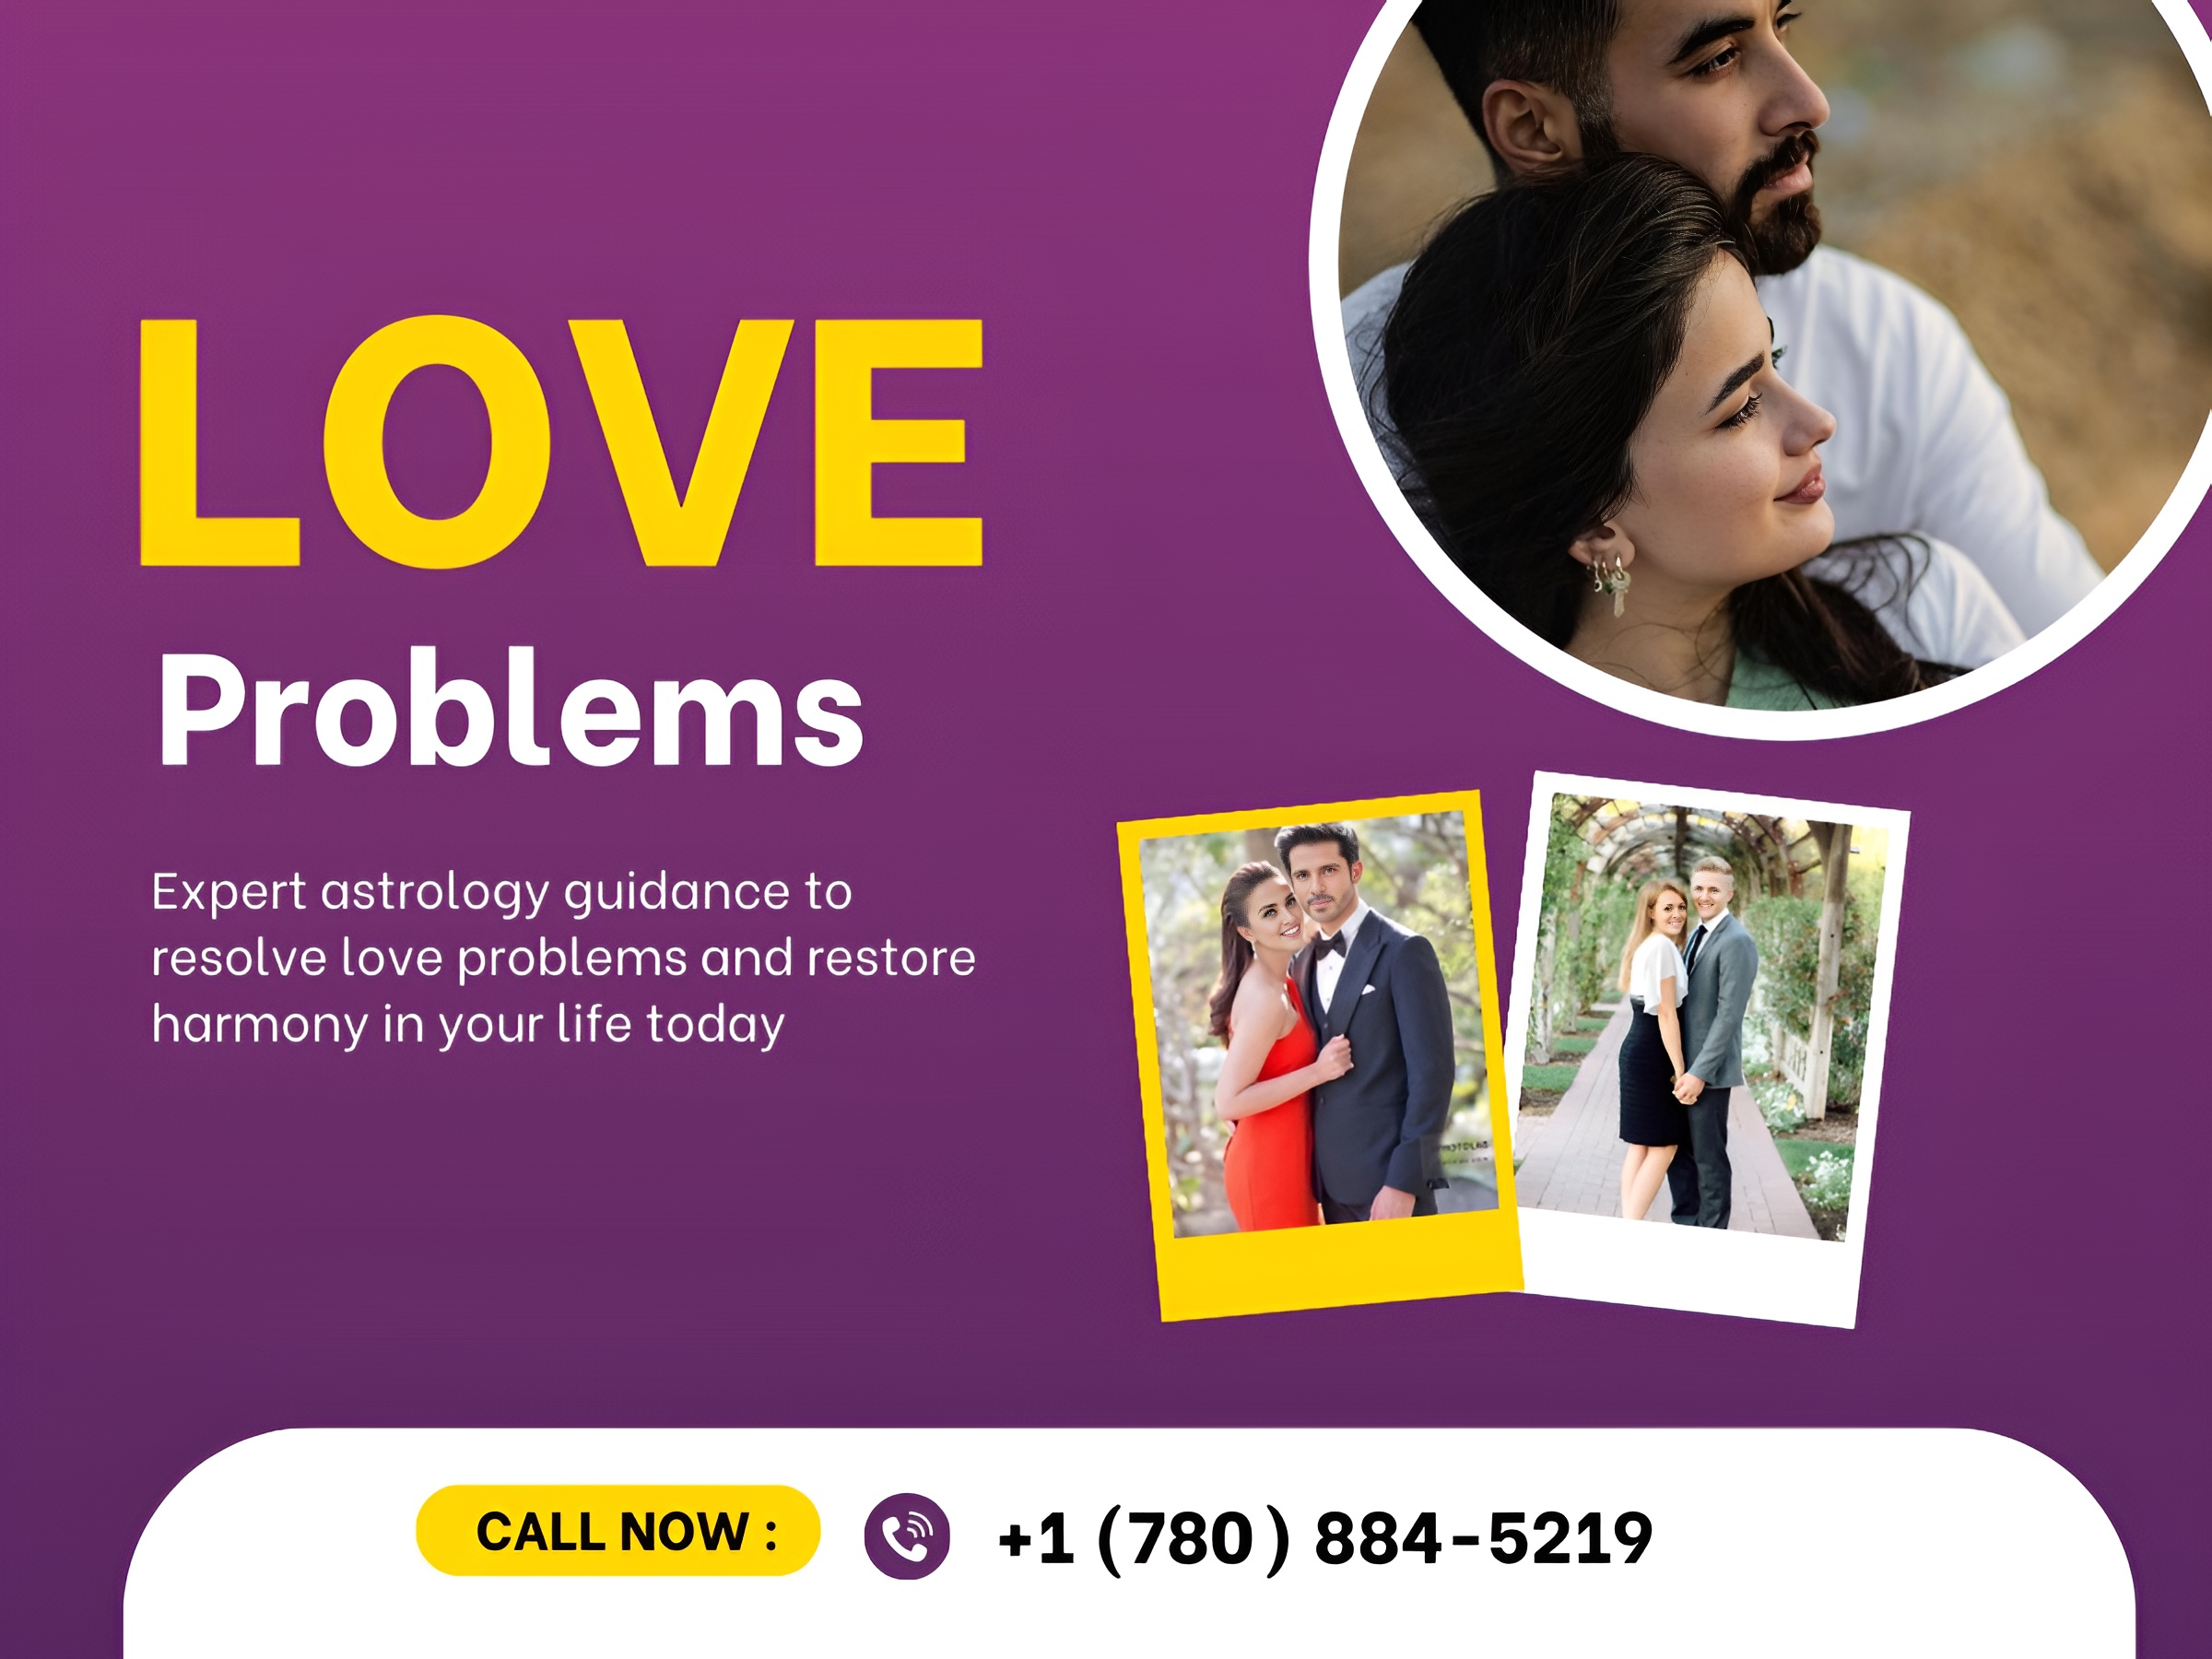 LOVE
Problems
Expert astrology guidance to
resolve love problems and restore
harmony in your life today
CALL NOW :
+1 (780) 884-5219